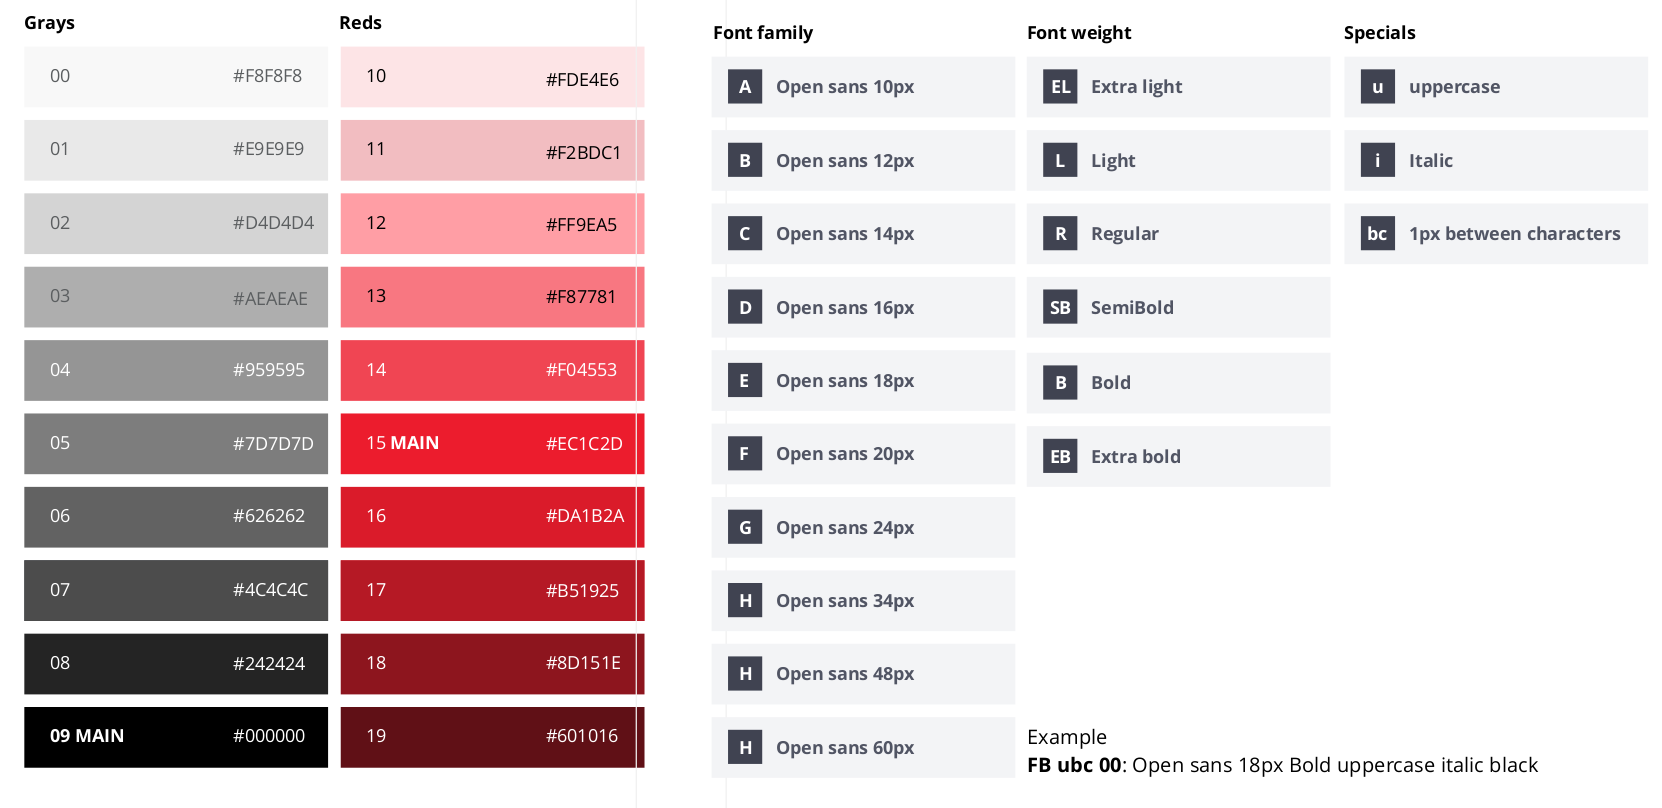 Grays
00 #F8F8F8
01 #E9E9E9
02 #D4D4D4
03 #AEAEAE
04 #959595
05 #7D7D7D
06 #626262
07 #4C4C4C
08 #242424
09 MAIN #000000
Reds
10 #FDE4E6
11 #F2BDC1
12 #FF9EA5
13 #F87781
14 #F04553
15 MAIN #EC1C2D
16 #DA1B2A
17 #B51925
18 #8D151E
19 #601016
Font family
A Open sans 10px
B Open sans 12px
C Open sans 14px
D Open sans 16px
E Open sans 18px
F Open sans 20px
G Open sans 24px
H Open sans 34px
H Open sans 48px
H Open sans 60px
Font weight
EL Extra light
L Light
R Regular
SB SemiBold
B Bold
EB Extra bold
Specials
u uppercase
i Italic
bc 1px between characters
Example
FB ubc 00: Open sans 18px Bold uppercase italic black